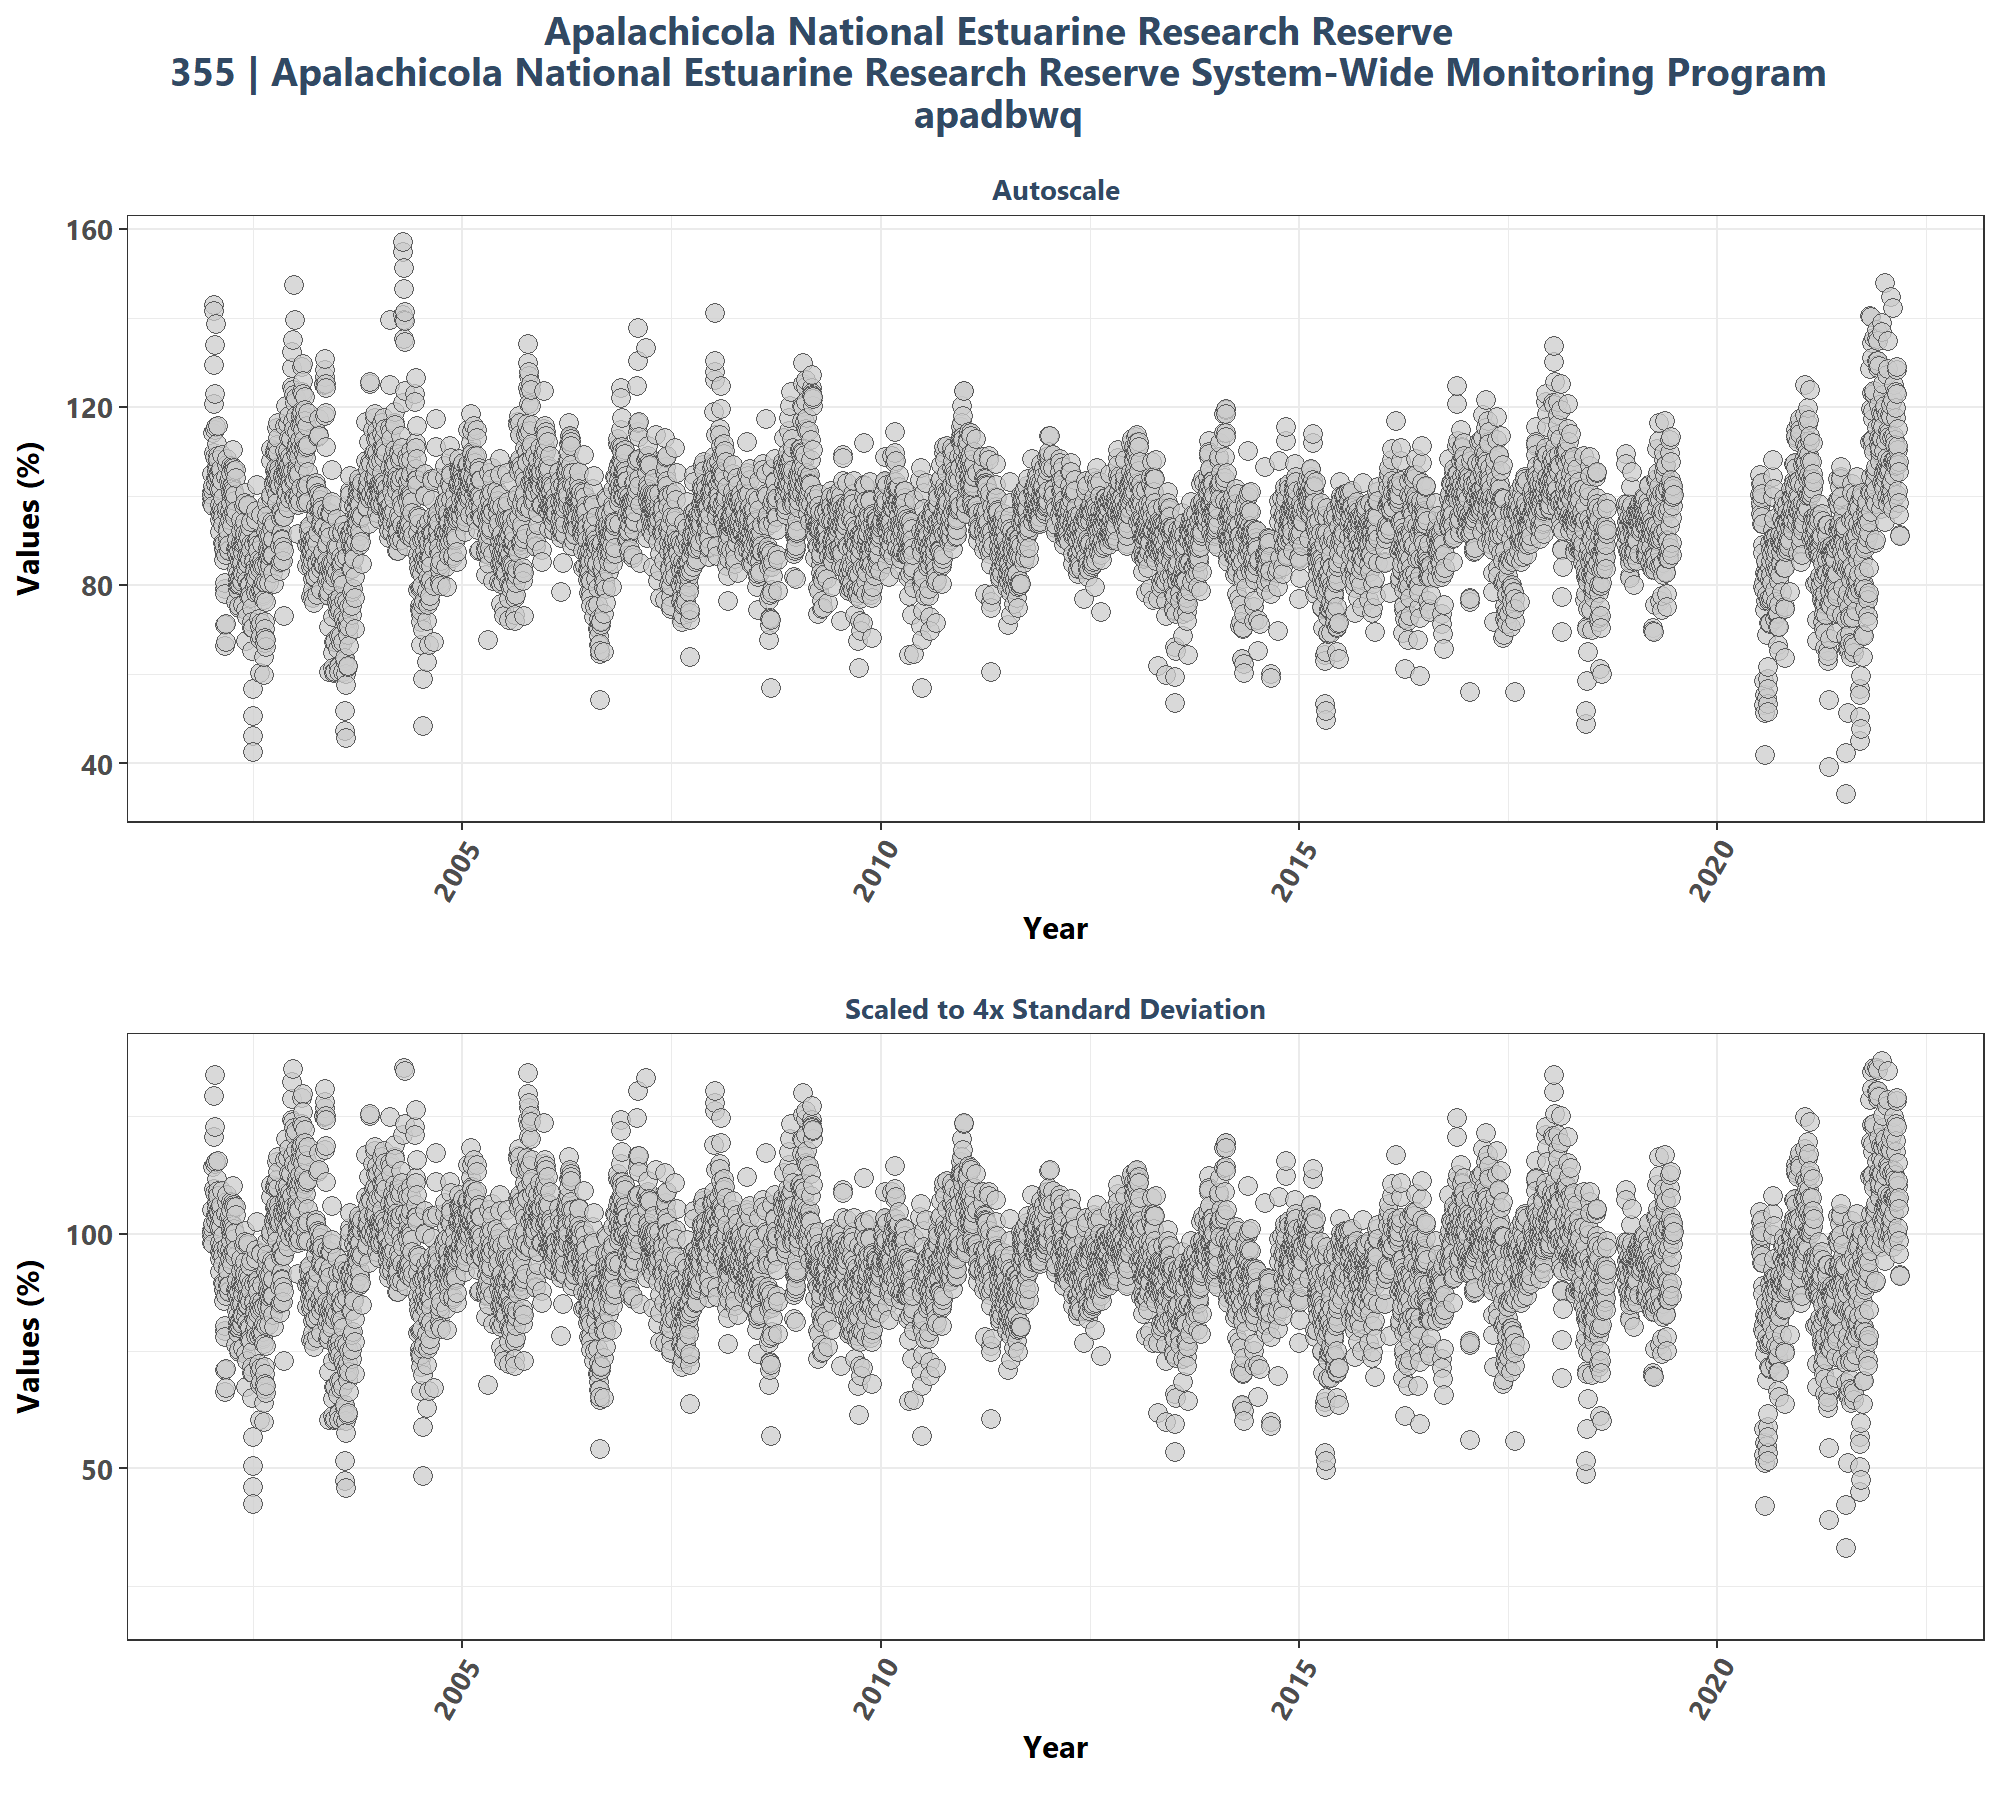 Apalachicola National Estuarine Research Reserve
355 | Apalachicola National Estuarine Research Reserve System-Wide Monitoring Program
apadbwq
Autoscale
Values (%)
160
120
80
40
2005
2010
2015
2020
Year
Scaled to 4x Standard Deviation
Values (%)
100
50
2005
2010
2015
2020
Year